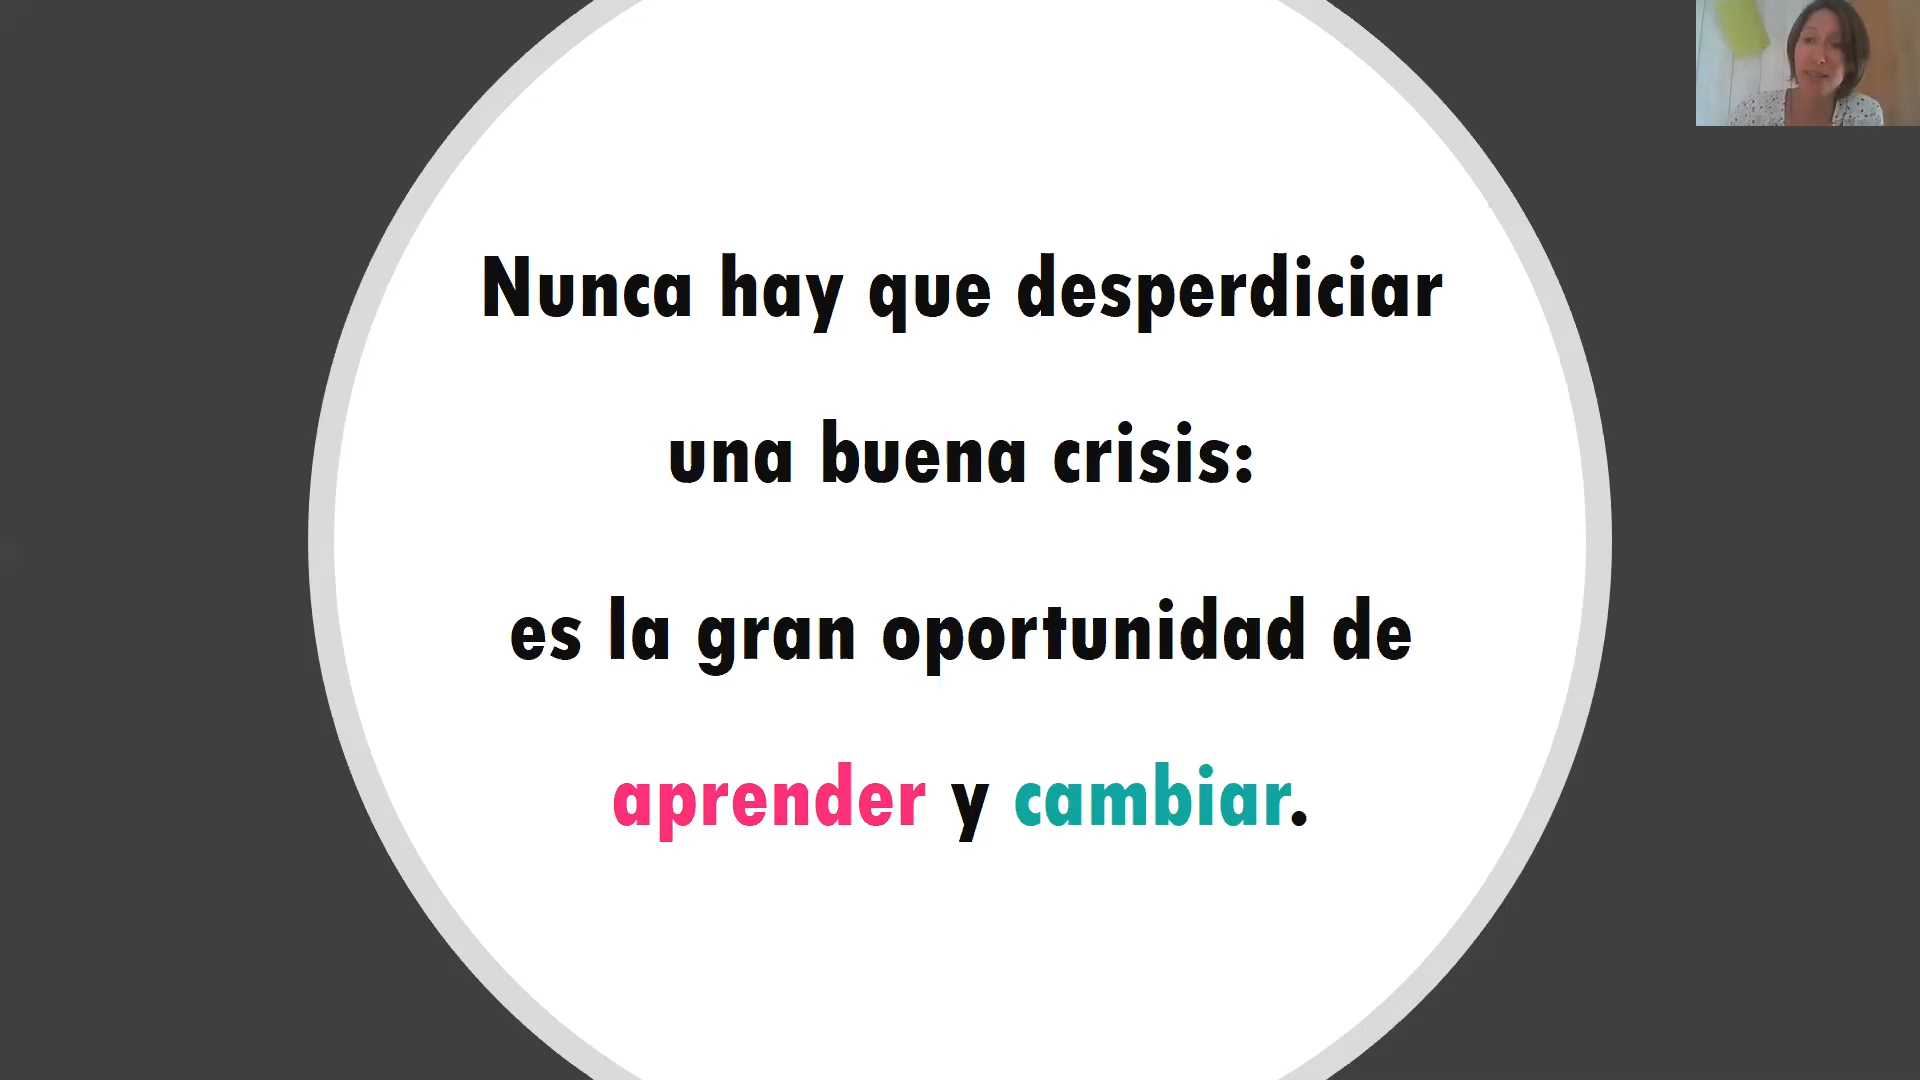 Nunca hay que desperdiciar
una buena crisis:
es la gran oportunidad de
aprender y cambiar.